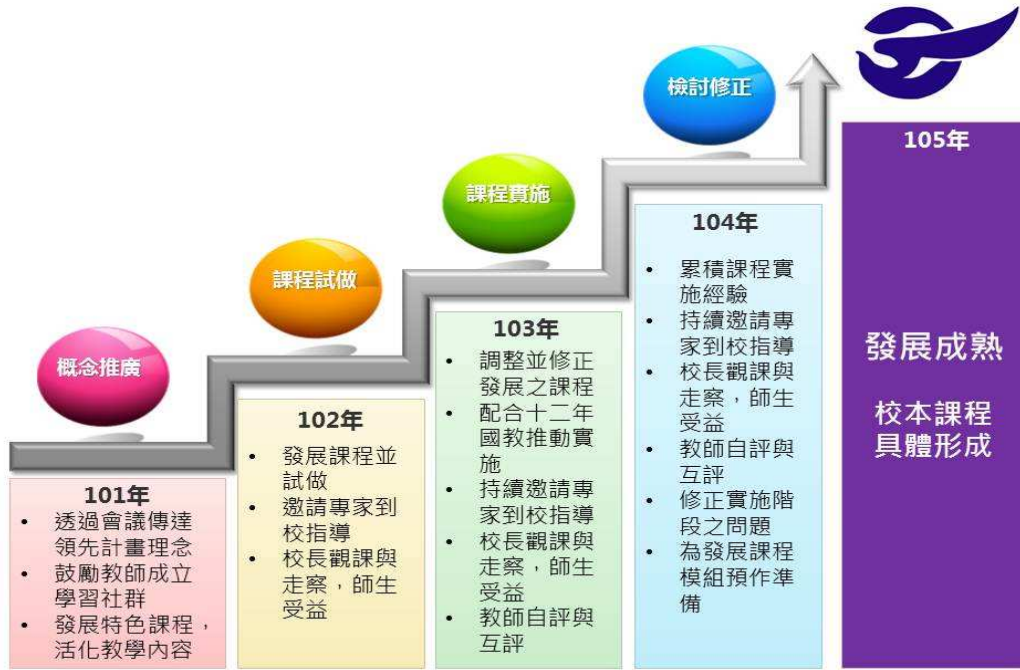 概念推廣
101年
• 透過會議傳達
領先計畫理念
• 鼓勵教師成立
學習社群
• 發展特色課程，
活化教學內容
課程試做
102年
• 發展課程並
試做
• 邀請專家到
校指導
• 校長觀課與
走察，師生
受益
課程實施
103年
• 調整並修正
發展之課程
• 配合十二年
國教推動實
施
• 持續邀請專
家到校指導
• 校長觀課與
走察，師生
受益
• 教師自評與
互評
檢討修正
104年
• 累積課程實
施經驗
• 持續邀請專
家到校指導
• 校長觀課與
走察，師生
受益
• 教師自評與
互評
• 修正實施階
段之問題
• 為發展課程
模組預作準
備
105年
發展成熟
校本課程
具體形成